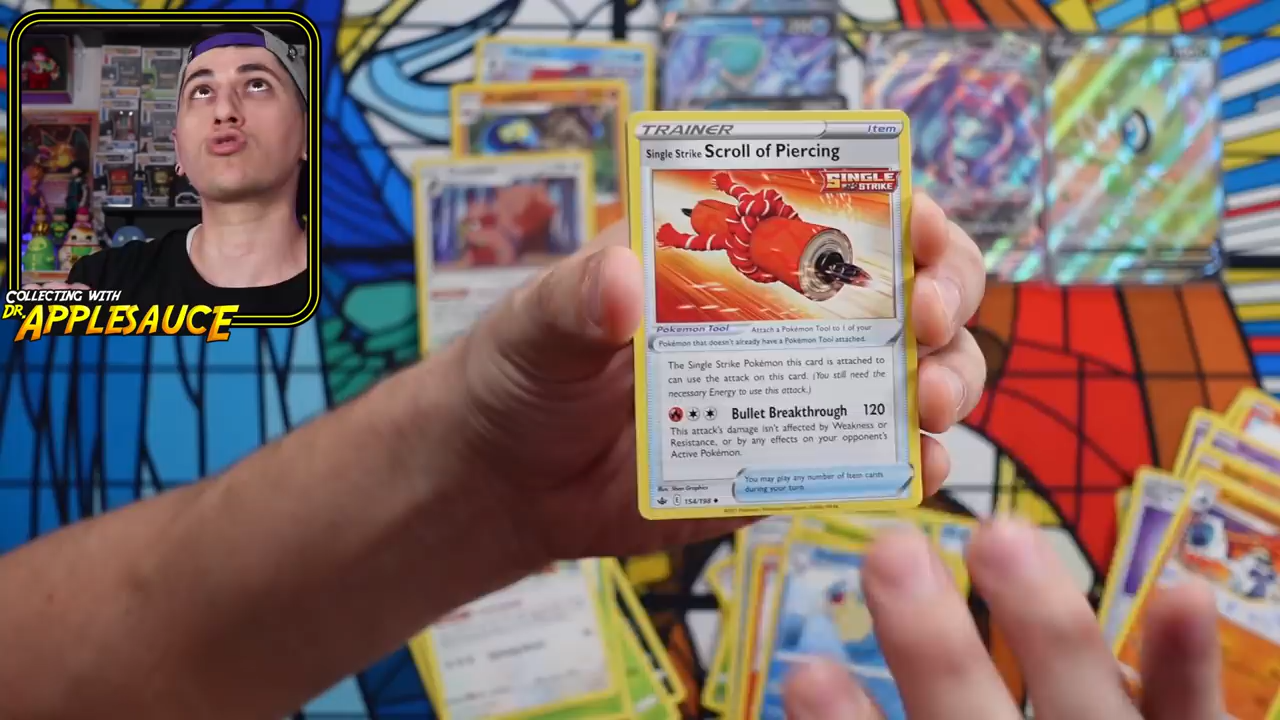 COLLECTING WITH
DR. APPLESAUCE
TRAINER Item
Single Strike Scroll of Piercing
SINGLE STRIKE
Pokémon Tool Attach a Pokémon Tool to 1 of your
Pokémon that doesn't already have a Pokémon Tool attached.
The Single Strike Pokémon this card is attached to
can use the attack on this card. (You still need the
necessary Energy to use this attack.)
Bullet Breakthrough 120
This attack's damage isn't affected by Weakness or
Resistance, or by any effects on your opponent's
Active Pokémon.
You may play any number of Item cards
during your turn.
154/198